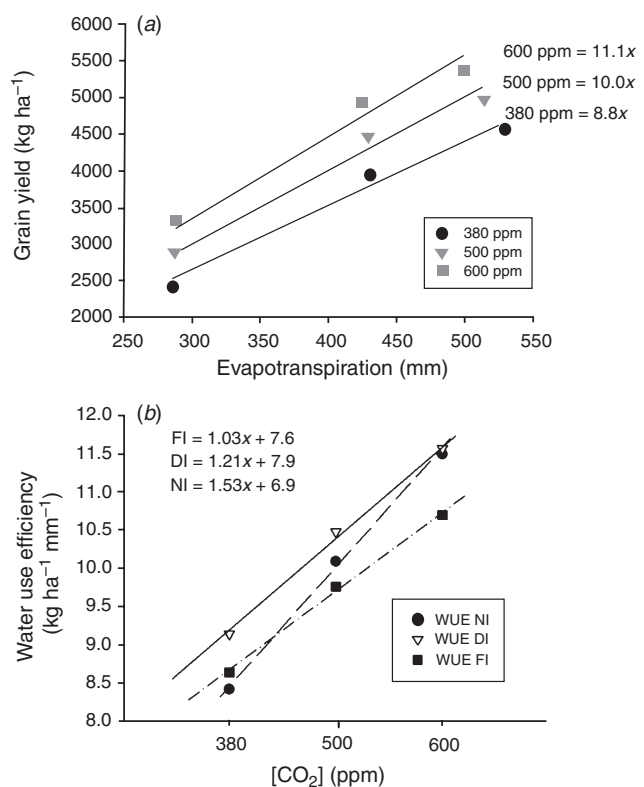 (a)
6000
5500
5000
4500
4000
3500
3000
2500
2000
Grain yield (kg ha⁻¹)
600 ppm = 11.1x
500 ppm = 10.0x
380 ppm = 8.8x
380 ppm
500 ppm
600 ppm
250 300 350 400 450 500 550
Evapotranspiration (mm)
(b)
12.0
11.5
11.0
10.5
10.0
9.5
9.0
8.5
8.0
Water use efficiency
(kg ha⁻¹ mm⁻¹)
FI = 1.03x + 7.6
DI = 1.21x + 7.9
NI = 1.53x + 6.9
WUE NI
WUE DI
WUE FI
380 500 600
[CO₂] (ppm)